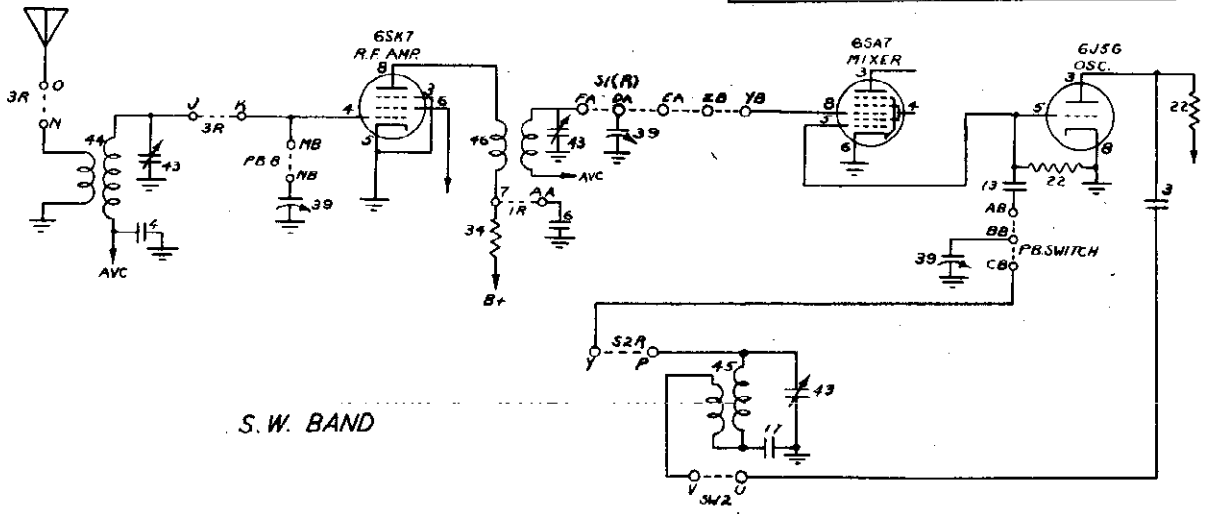 6SK7
R.F. AMP.
8
3
6
4
5
6SA7
MIXER
3
8
5
4
6
6J5G
OSC.
3
5
8
22
22
O
3R
N
44
43
4
AVC
J
K
3R
MB
P.B.B
NB
39
46
7
AA
1R
6
34
B+
43
AVC
S1(R)
FA
DA
EA
ZB
YB
39
13
AB
BB
CB
P.B. SWITCH
39
3
Y
S2R
P
45
43
17
V
U
SW2
S.W. BAND